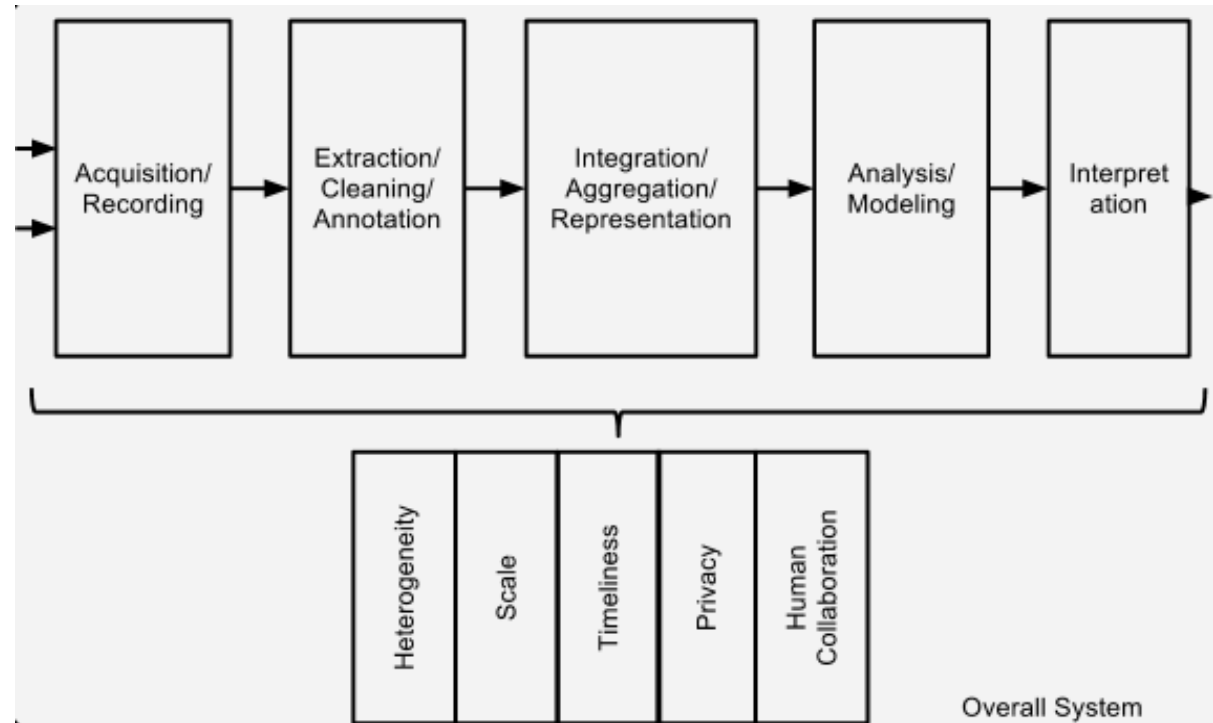 Acquisition/
Recording
Extraction/
Cleaning/
Annotation
Integration/
Aggregation/
Representation
Analysis/
Modeling
Interpret
ation
Heterogeneity
Scale
Timeliness
Privacy
Human
Collaboration
Overall System